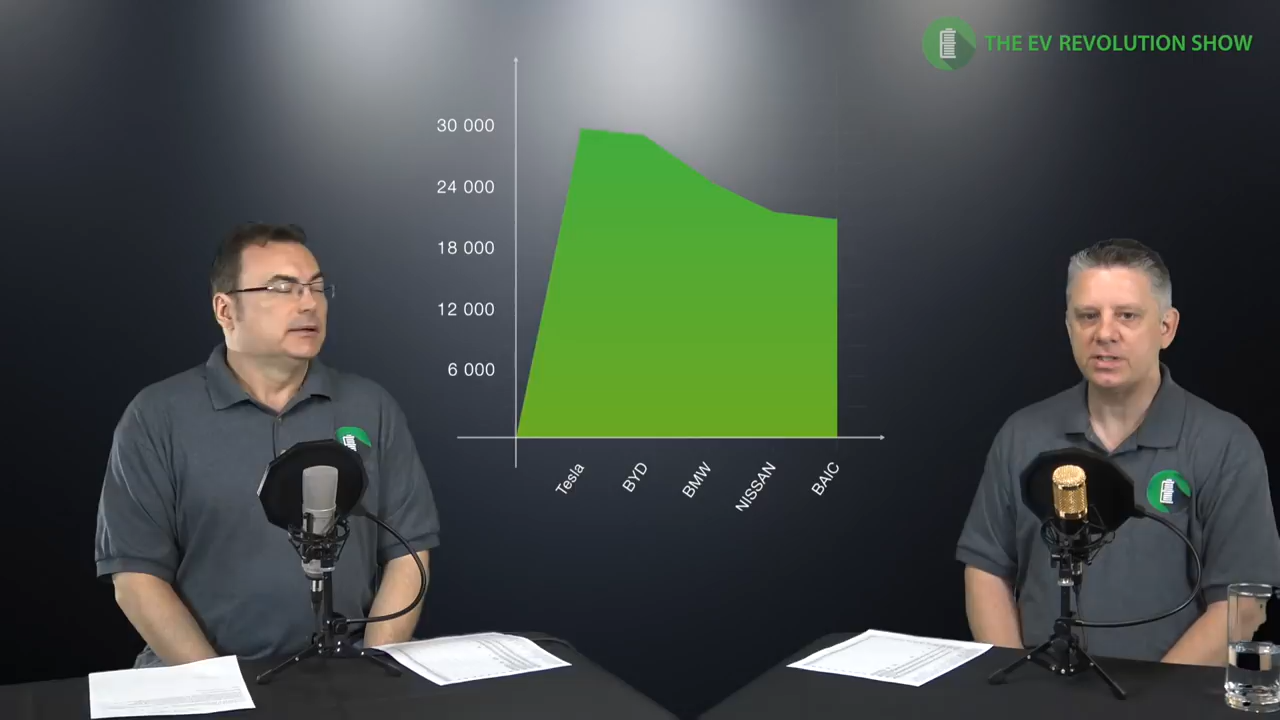 THE EV REVOLUTION SHOW
30 000
24 000
18 000
12 000
6 000
Tesla
BYD
BMW
NISSAN
BAIC